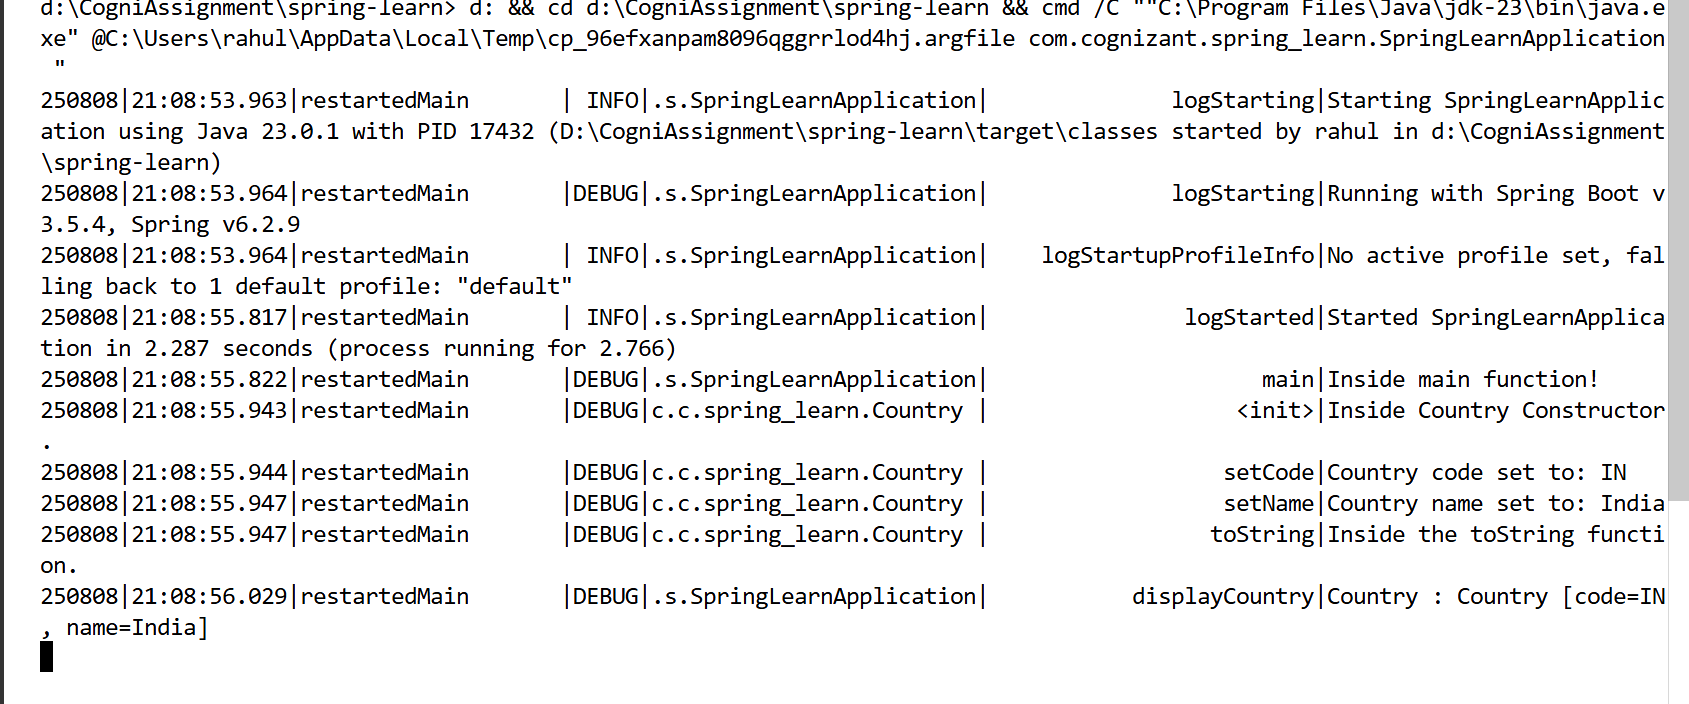 d:\CogniAssignment\spring-learn> d: && cd d:\CogniAssignment\spring-learn && cmd /C ""C:\Program Files\Java\jdk-23\bin\java.e
xe" @C:\Users\rahul\AppData\Local\Temp\cp_96efxanpam8096qggrrlod4hj.argfile com.cognizant.spring_learn.SpringLearnApplication
 "
250808|21:08:53.963|restartedMain       | INFO|.s.SpringLearnApplication|              logStarting|Starting SpringLearnApplic
ation using Java 23.0.1 with PID 17432 (D:\CogniAssignment\spring-learn\target\classes started by rahul in d:\CogniAssignment
\spring-learn)
250808|21:08:53.964|restartedMain       |DEBUG|.s.SpringLearnApplication|              logStarting|Running with Spring Boot v
3.5.4, Spring v6.2.9
250808|21:08:53.964|restartedMain       | INFO|.s.SpringLearnApplication|    logStartupProfileInfo|No active profile set, fal
ling back to 1 default profile: "default"
250808|21:08:55.817|restartedMain       | INFO|.s.SpringLearnApplication|               logStarted|Started SpringLearnApplica
tion in 2.287 seconds (process running for 2.766)
250808|21:08:55.822|restartedMain       |DEBUG|.s.SpringLearnApplication|                     main|Inside main function!
250808|21:08:55.943|restartedMain       |DEBUG|c.c.spring_learn.Country |                   <init>|Inside Country Constructor
.
250808|21:08:55.944|restartedMain       |DEBUG|c.c.spring_learn.Country |                  setCode|Country code set to: IN
250808|21:08:55.947|restartedMain       |DEBUG|c.c.spring_learn.Country |                  setName|Country name set to: India
250808|21:08:55.947|restartedMain       |DEBUG|c.c.spring_learn.Country |                 toString|Inside the toString functi
on.
250808|21:08:56.029|restartedMain       |DEBUG|.s.SpringLearnApplication|           displayCountry|Country : Country [code=IN
, name=India]